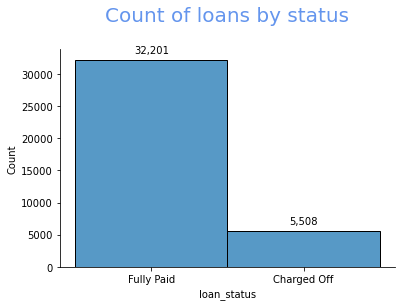 Count of loans by status
32,201
5,508
30000
25000
20000
15000
10000
5000
0
Count
Fully Paid
Charged Off
loan_status